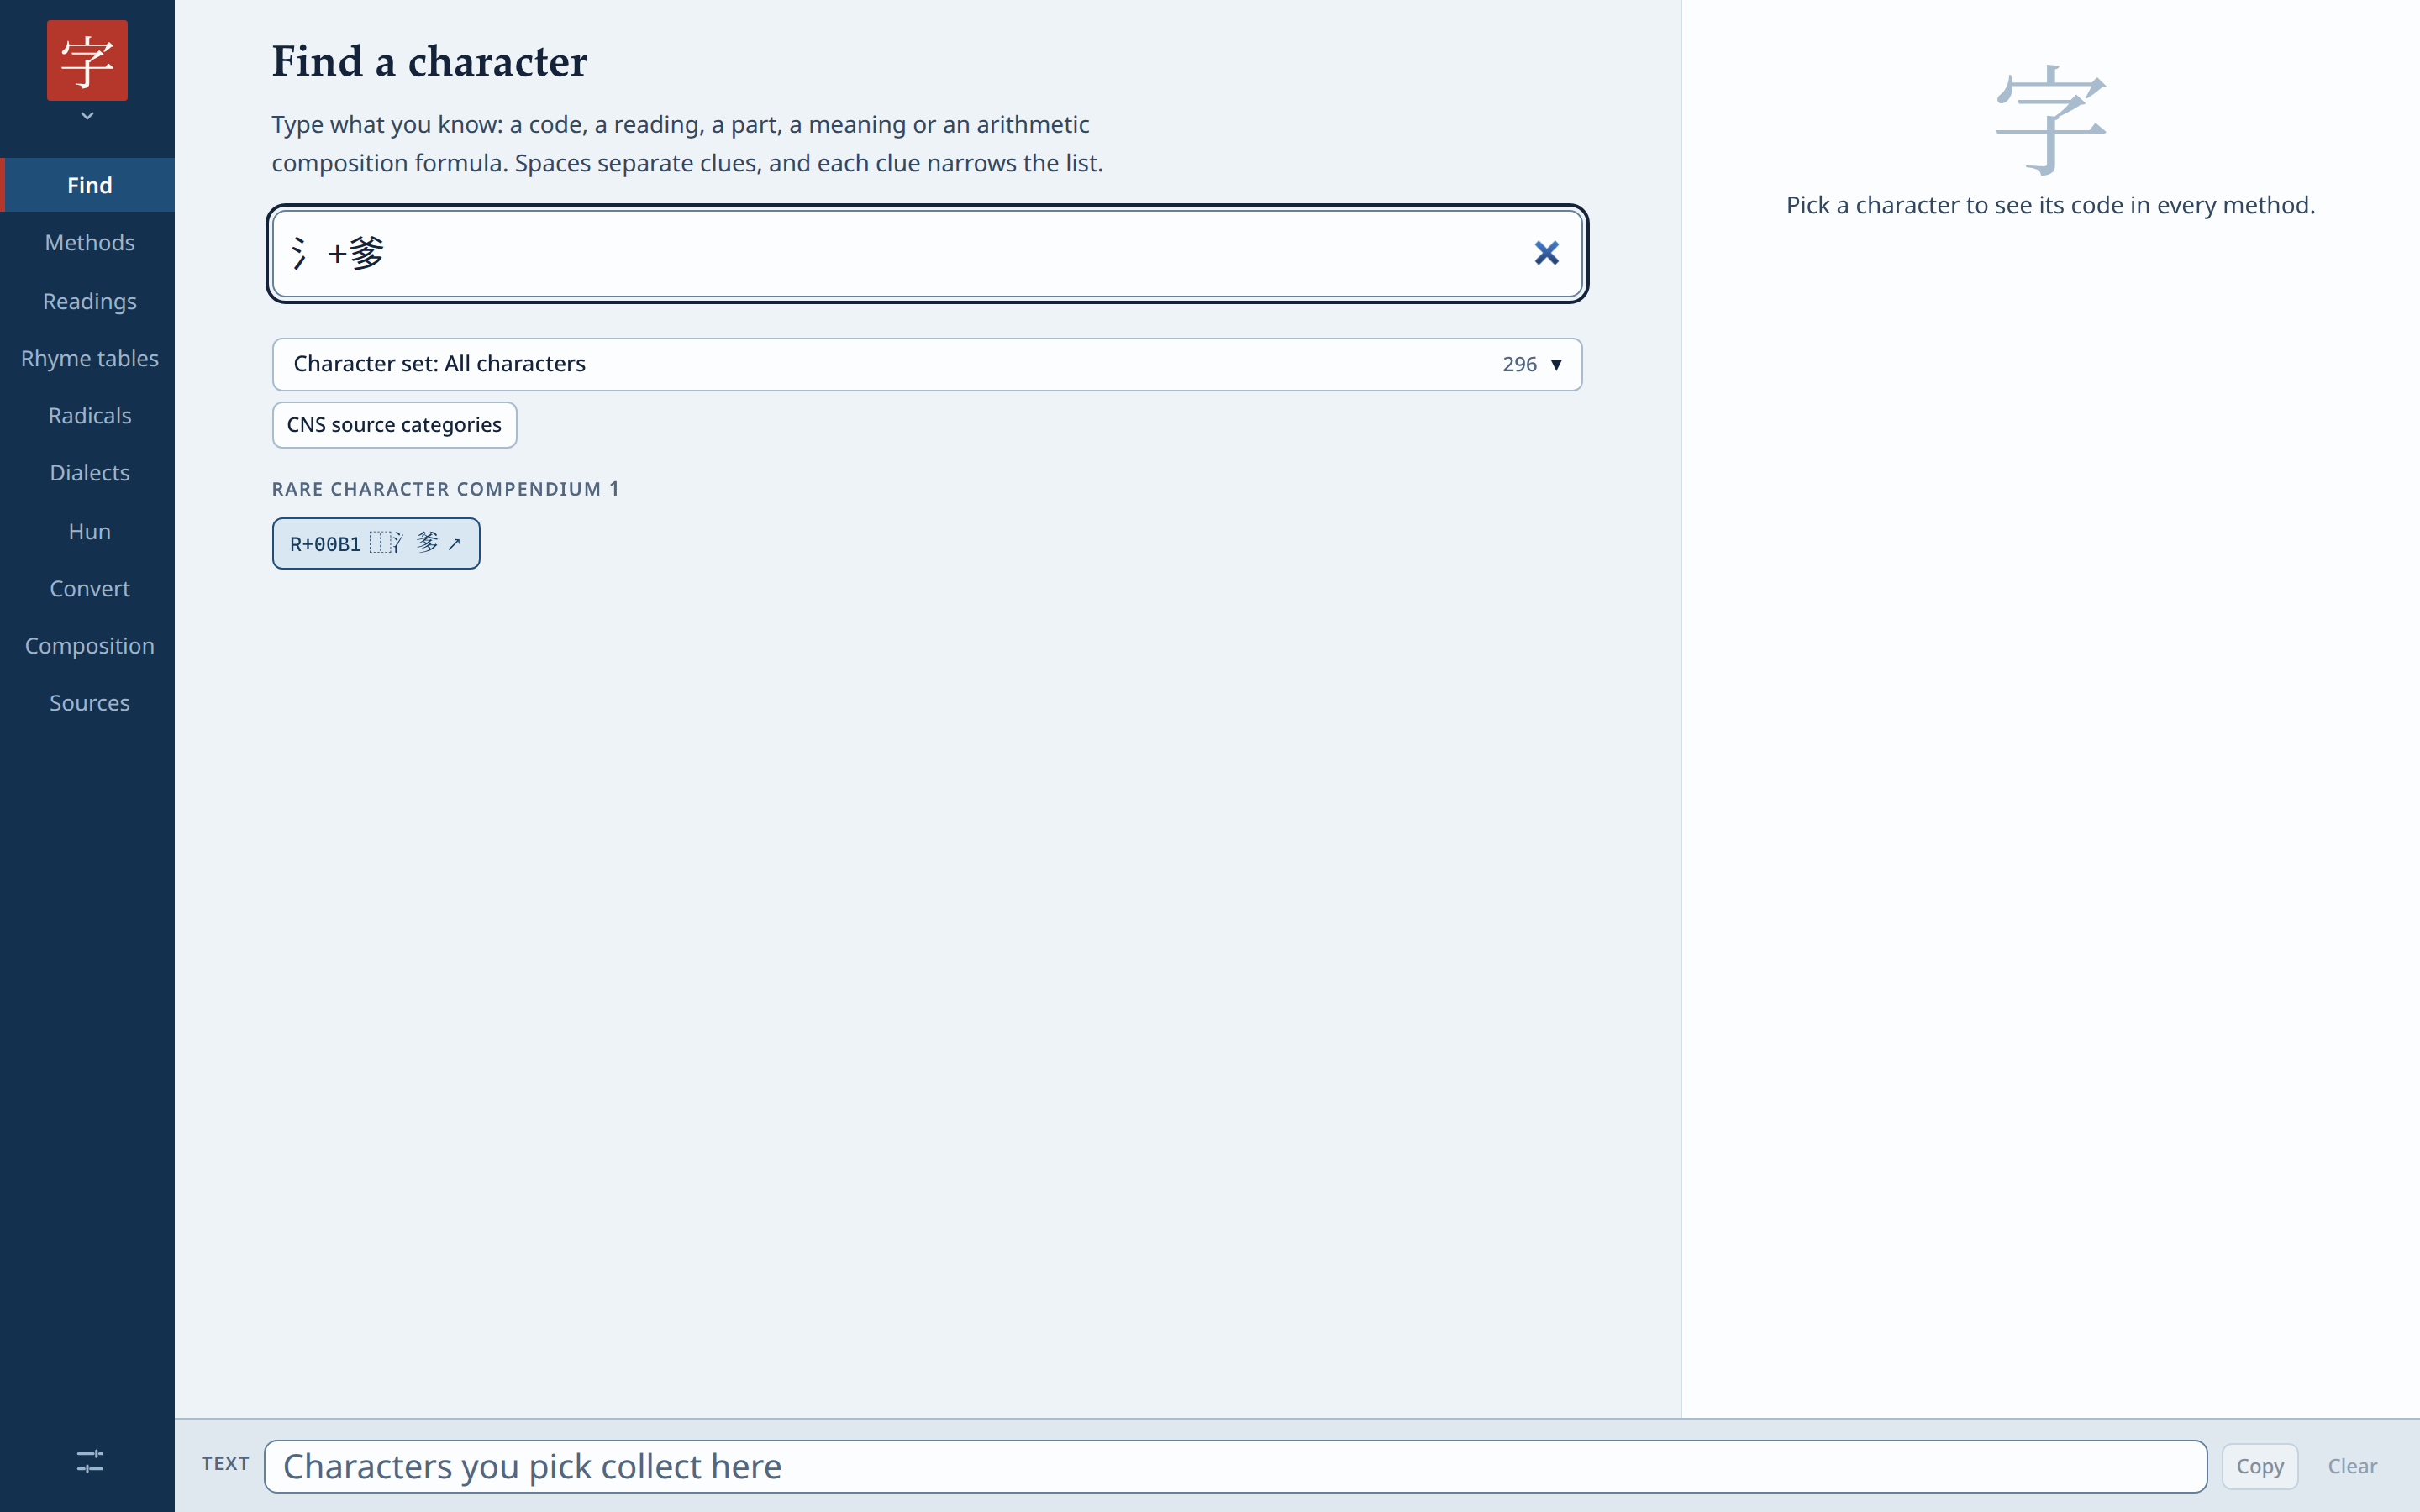 字
Find
Methods
Readings
Rhyme tables
Radicals
Dialects
Hun
Convert
Composition
Sources
Find a character
Type what you know: a code, a reading, a part, a meaning or an arithmetic
composition formula. Spaces separate clues, and each clue narrows the list.
氵+爹
Character set: All characters 296 ▼
CNS source categories
RARE CHARACTER COMPENDIUM 1
R+00B1 ⿰氵爹 ↗
字
Pick a character to see its code in every method.
TEXT Characters you pick collect here Copy Clear